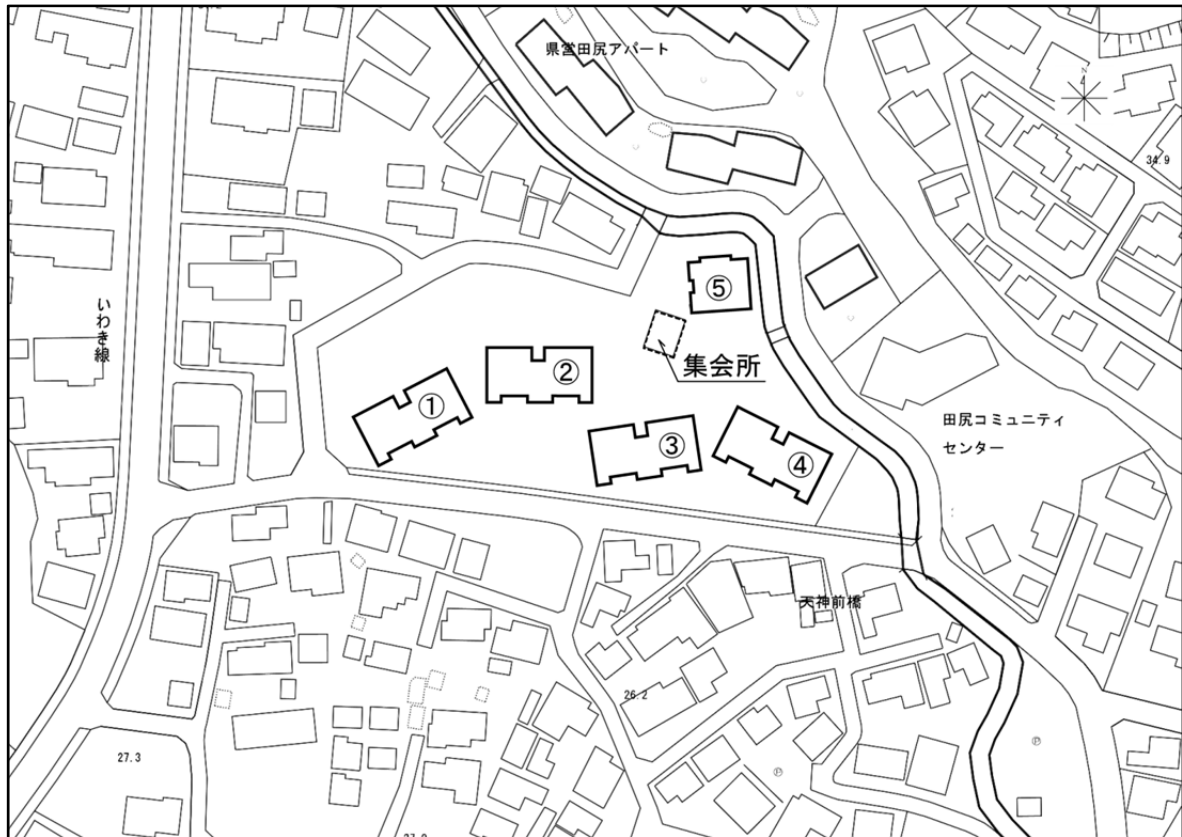 県営田尻アパート
N
34.9
⑤
いわき線
集会所
②
①
③
④
田尻コミュニティ
センター
天神前橋
26.2
27.3
Ⓟ
Ⓟ